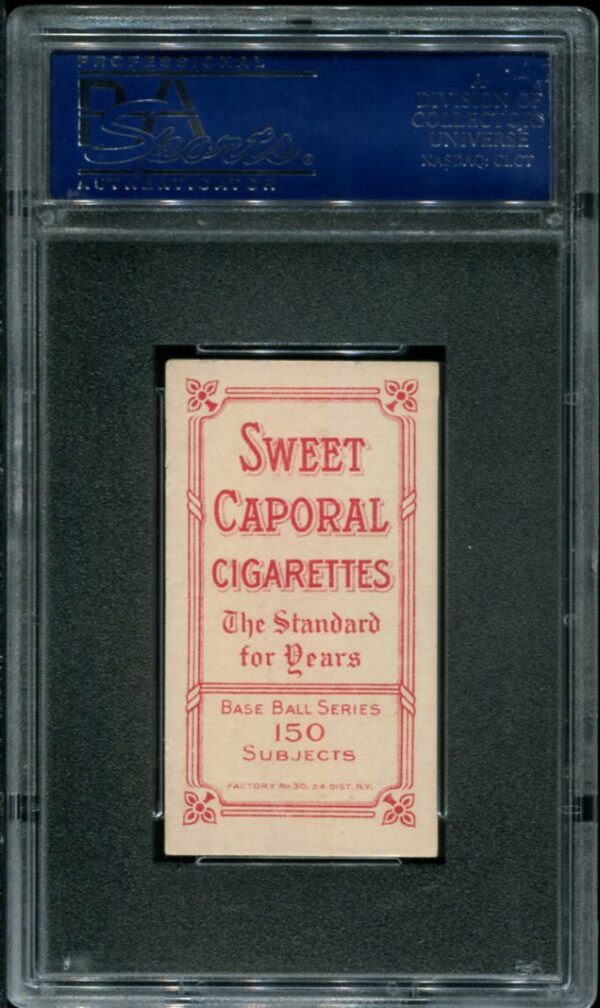 PROFESSIONAL
PSA
Sports®
AUTHENTICATOR
A
DIVISION OF
COLLECTORS
UNIVERSE
NASDAQ: CLCT
SWEET
CAPORAL
CIGARETTES
The Standard
for Years
BASE BALL SERIES
150
SUBJECTS
FACTORY No. 30, 2d DIST. N.Y.